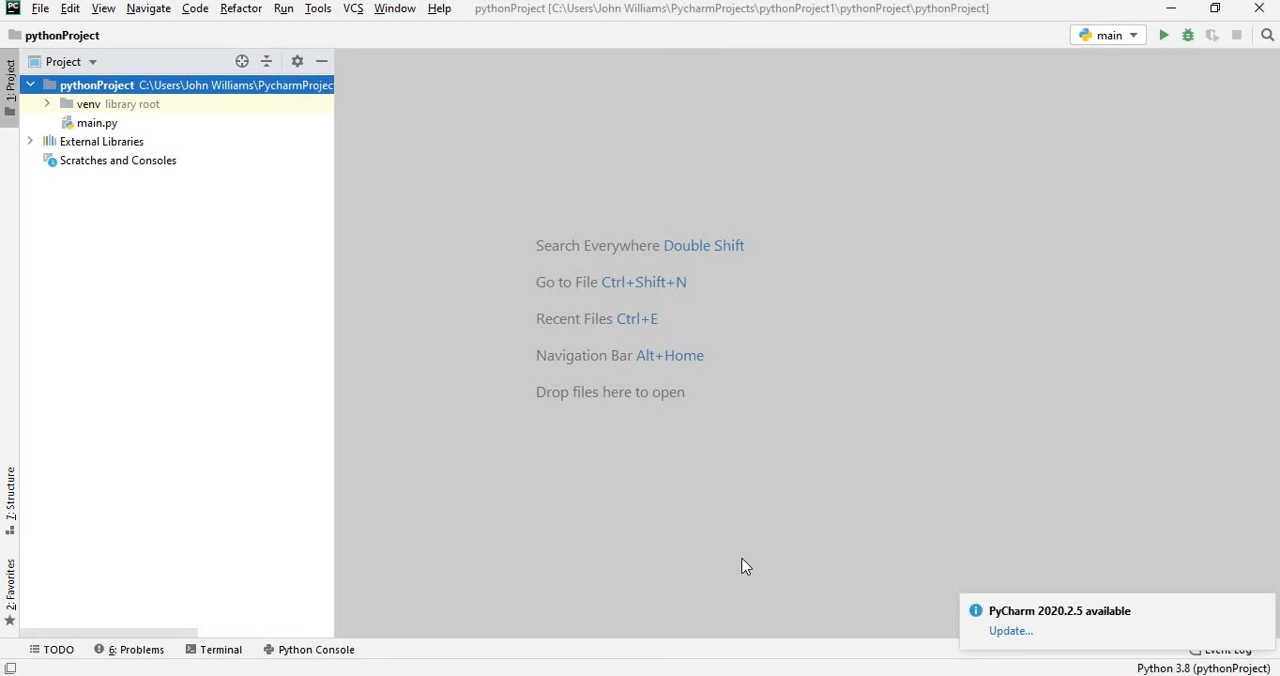 PC File Edit View Navigate Code Refactor Run Tools VCS Window Help pythonProject [C:\Users\John Williams\PycharmProjects\pythonProject1\pythonProject\pythonProject]
pythonProject main
1: Project
Project
pythonProject C:\Users\John Williams\PycharmProjec
venv library root
main.py
External Libraries
Scratches and Consoles
Search Everywhere Double Shift
Go to File Ctrl+Shift+N
Recent Files Ctrl+E
Navigation Bar Alt+Home
Drop files here to open
7: Structure
2: Favorites
PyCharm 2020.2.5 available
Update...
TODO 6: Problems Terminal Python Console Event Log
Python 3.8 (pythonProject)